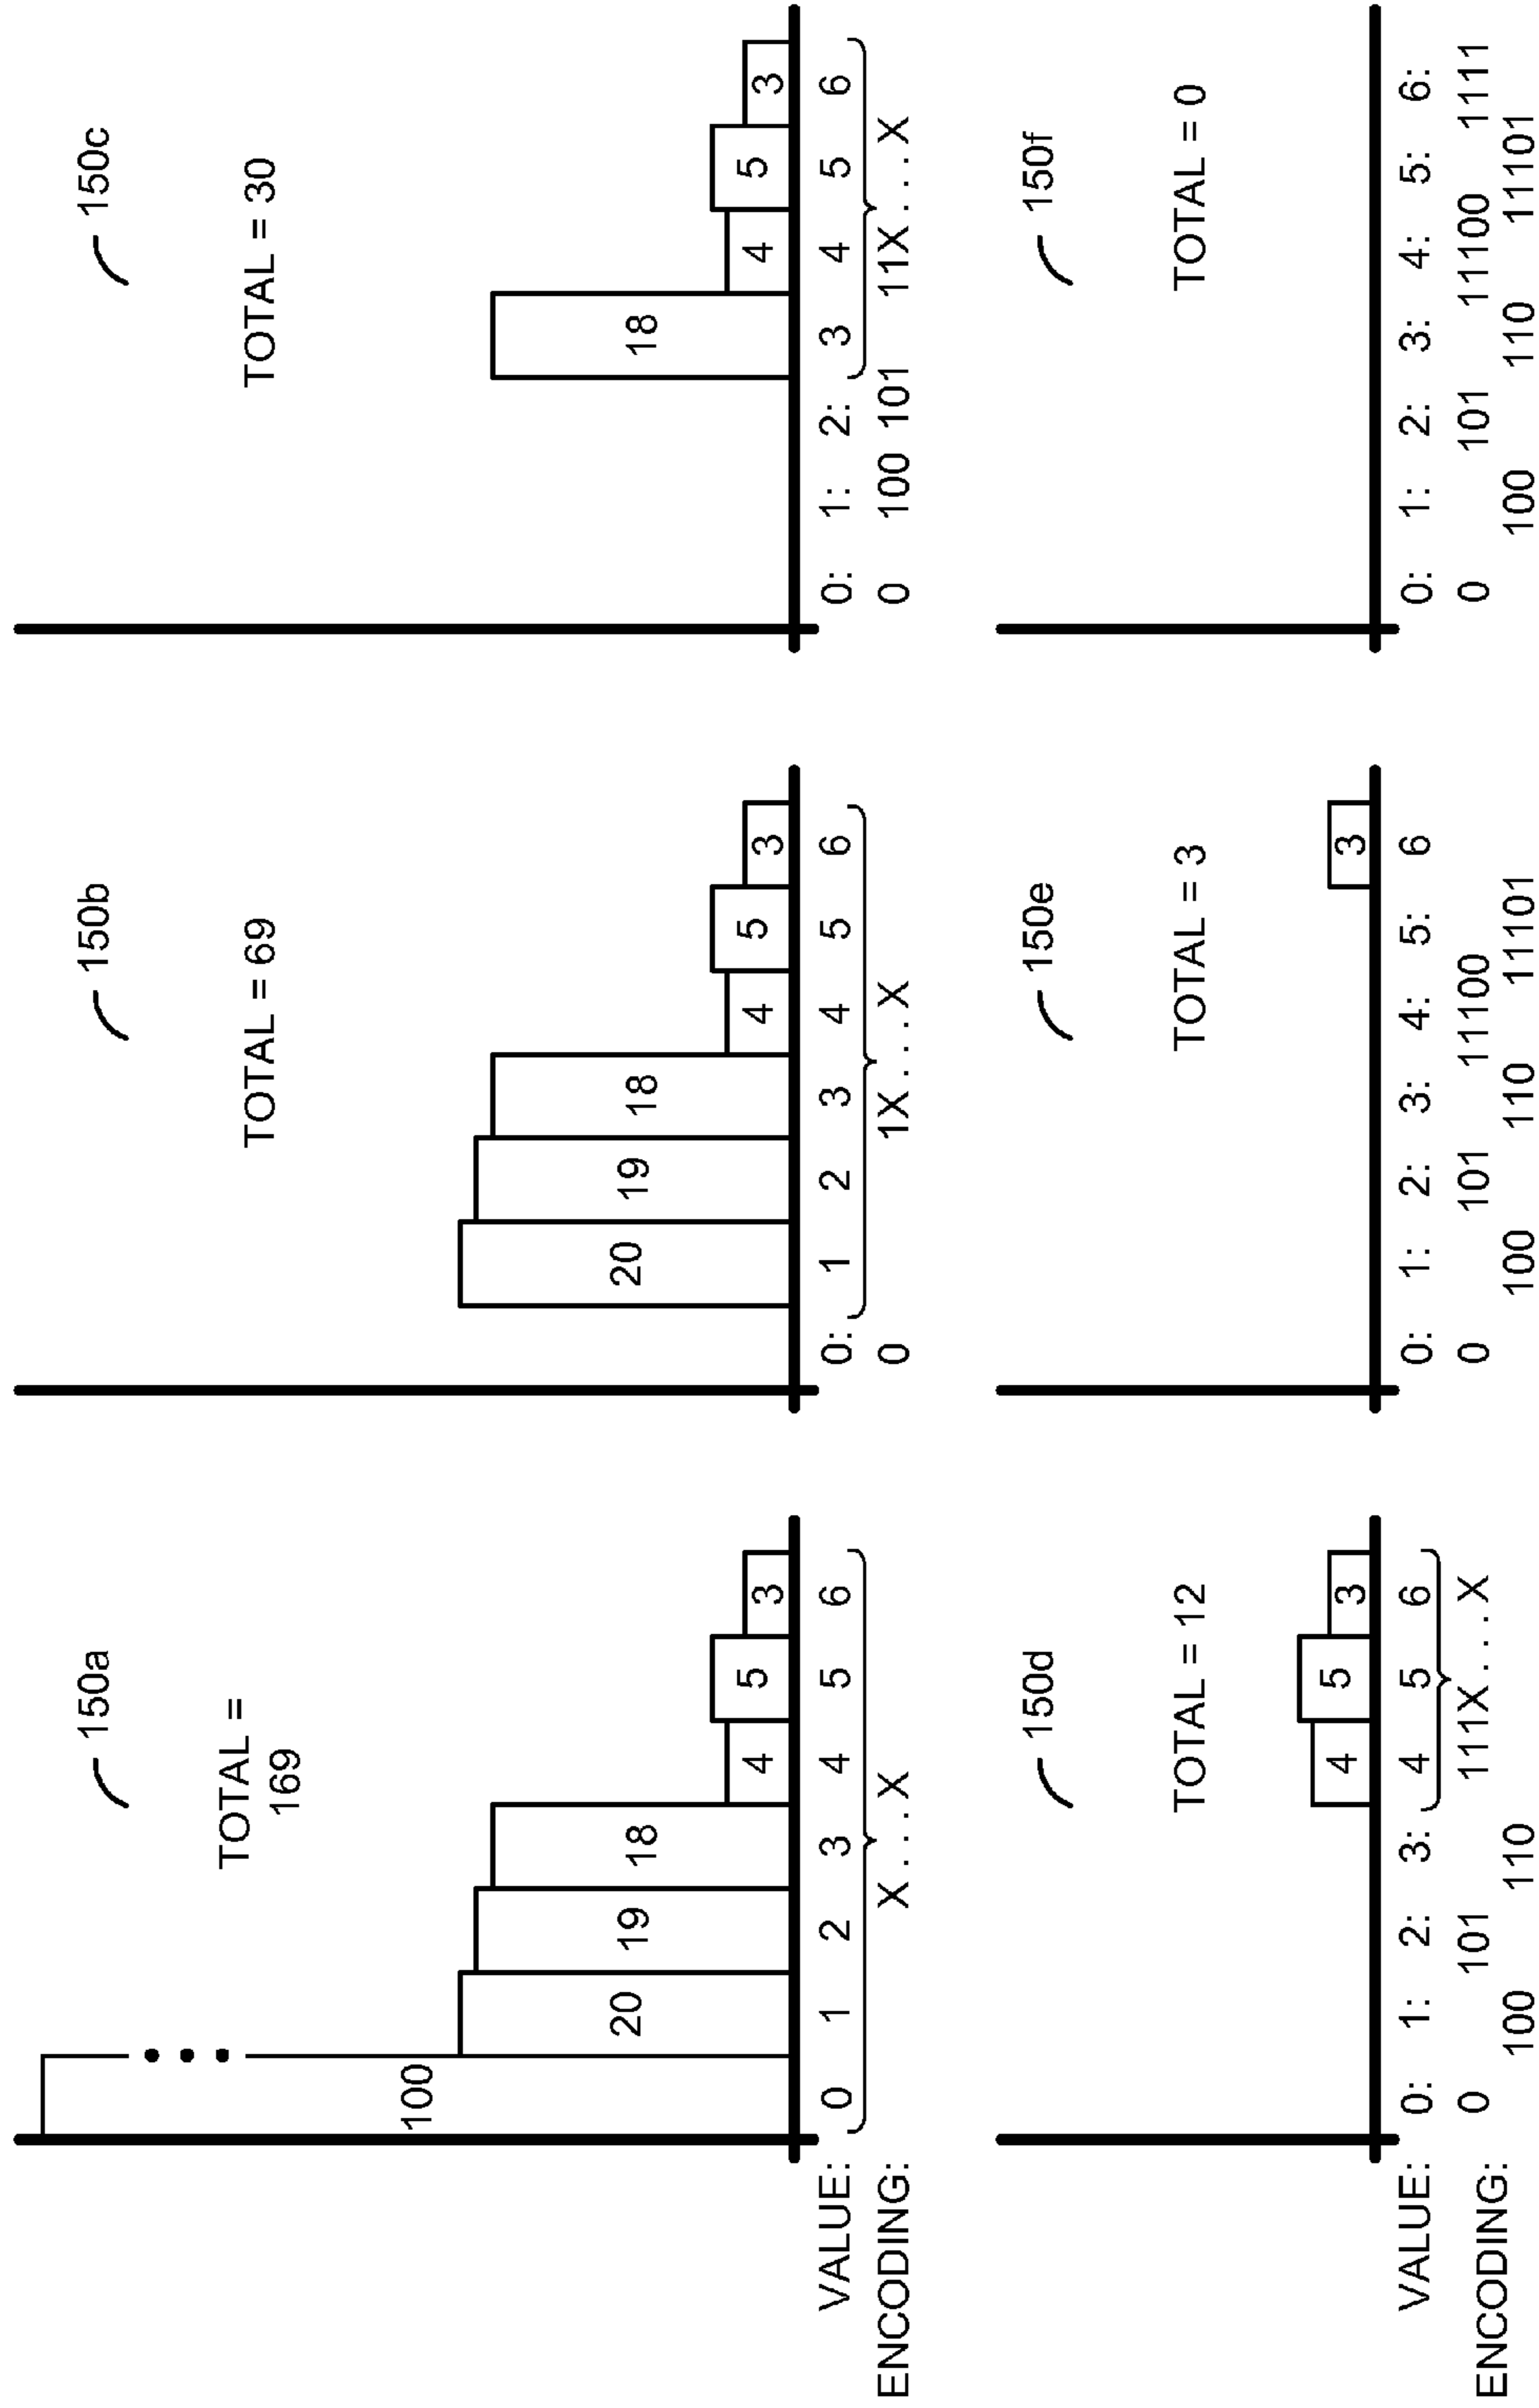 150a
TOTAL =
169
100
20
19
18
4
5
3
VALUE: 0 1 2 3 4 5 6
ENCODING: X . . . X
150b
TOTAL = 69
20
19
18
4
5
3
0: 1 2 3 4 5 6
0 1X . . . X
150c
TOTAL = 30
18
4
5
3
0: 1: 2: 3 4 5 6
0 100 101 11X . . . X
150d
TOTAL = 12
4
5
3
VALUE: 0: 1: 2: 3: 4 5 6
ENCODING:
0 101 111X . . . X
100 110
150e
TOTAL = 3
3
0: 1: 2: 3: 4: 5: 6
0 101 11100
100 110 11101
150f
TOTAL = 0
0: 1: 2: 3: 4: 5: 6:
0 101 11100 1111
100 110 11101